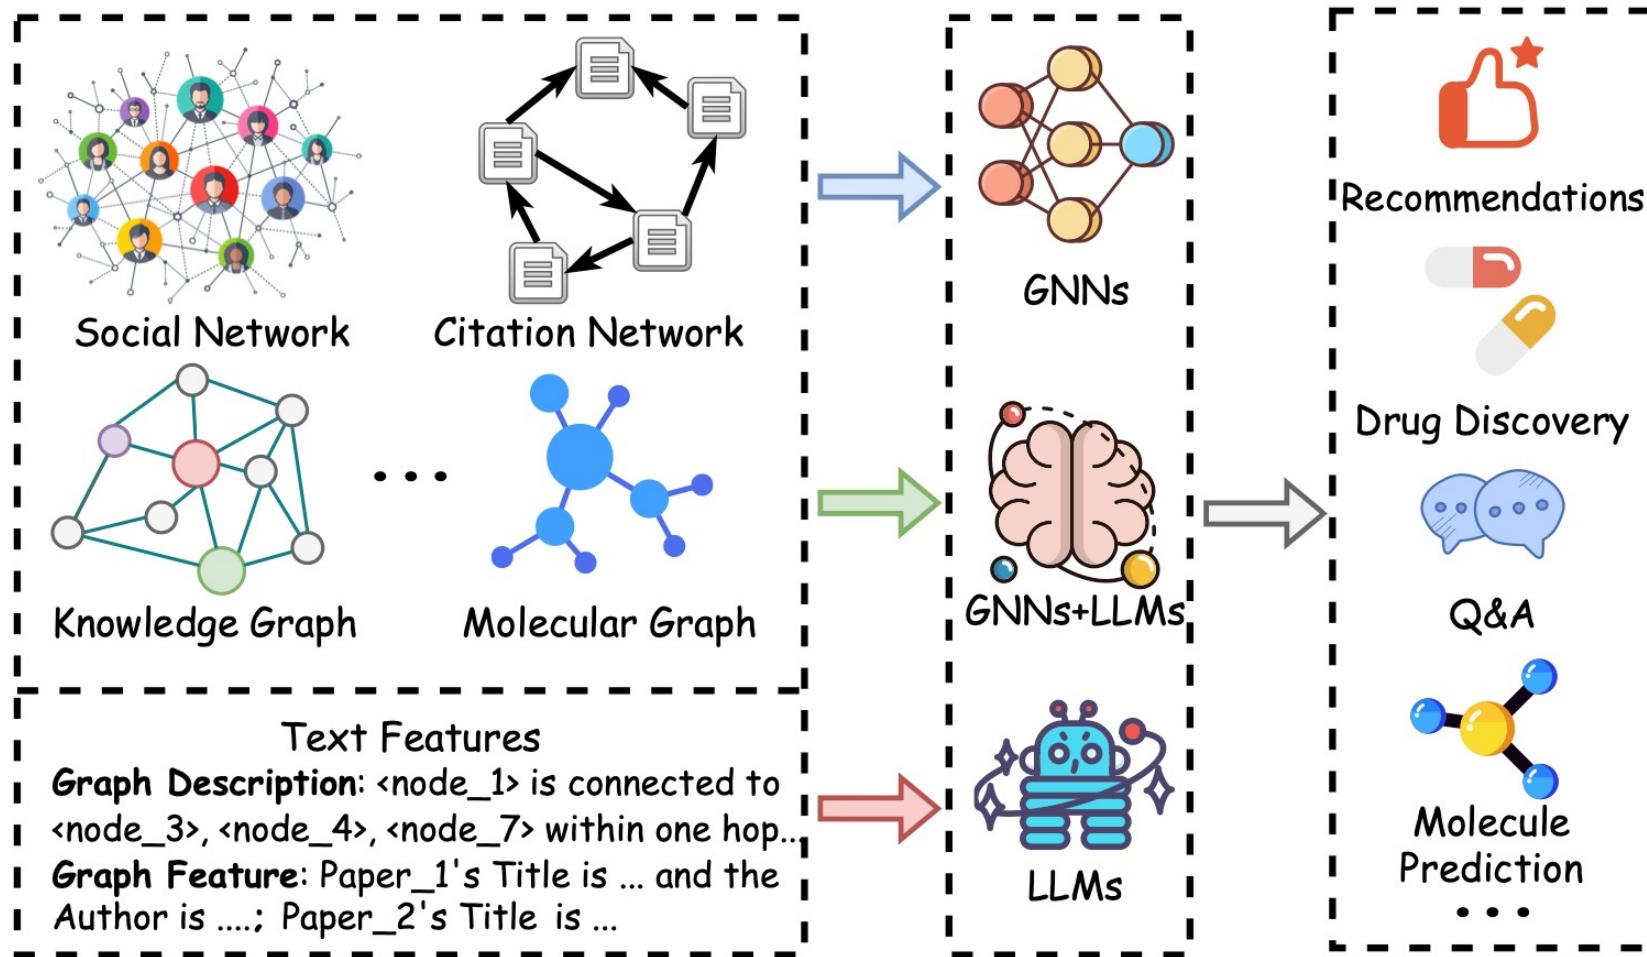 Social Network
Citation Network
Knowledge Graph
...
Molecular Graph
Text Features
Graph Description: <node_1> is connected to
<node_3>, <node_4>, <node_7> within one hop...
Graph Feature: Paper_1's Title is ... and the
Author is ....; Paper_2's Title is ...
GNNs
GNNs+LLMs
LLMs
Recommendations
Drug Discovery
Q&A
Molecule
Prediction
...